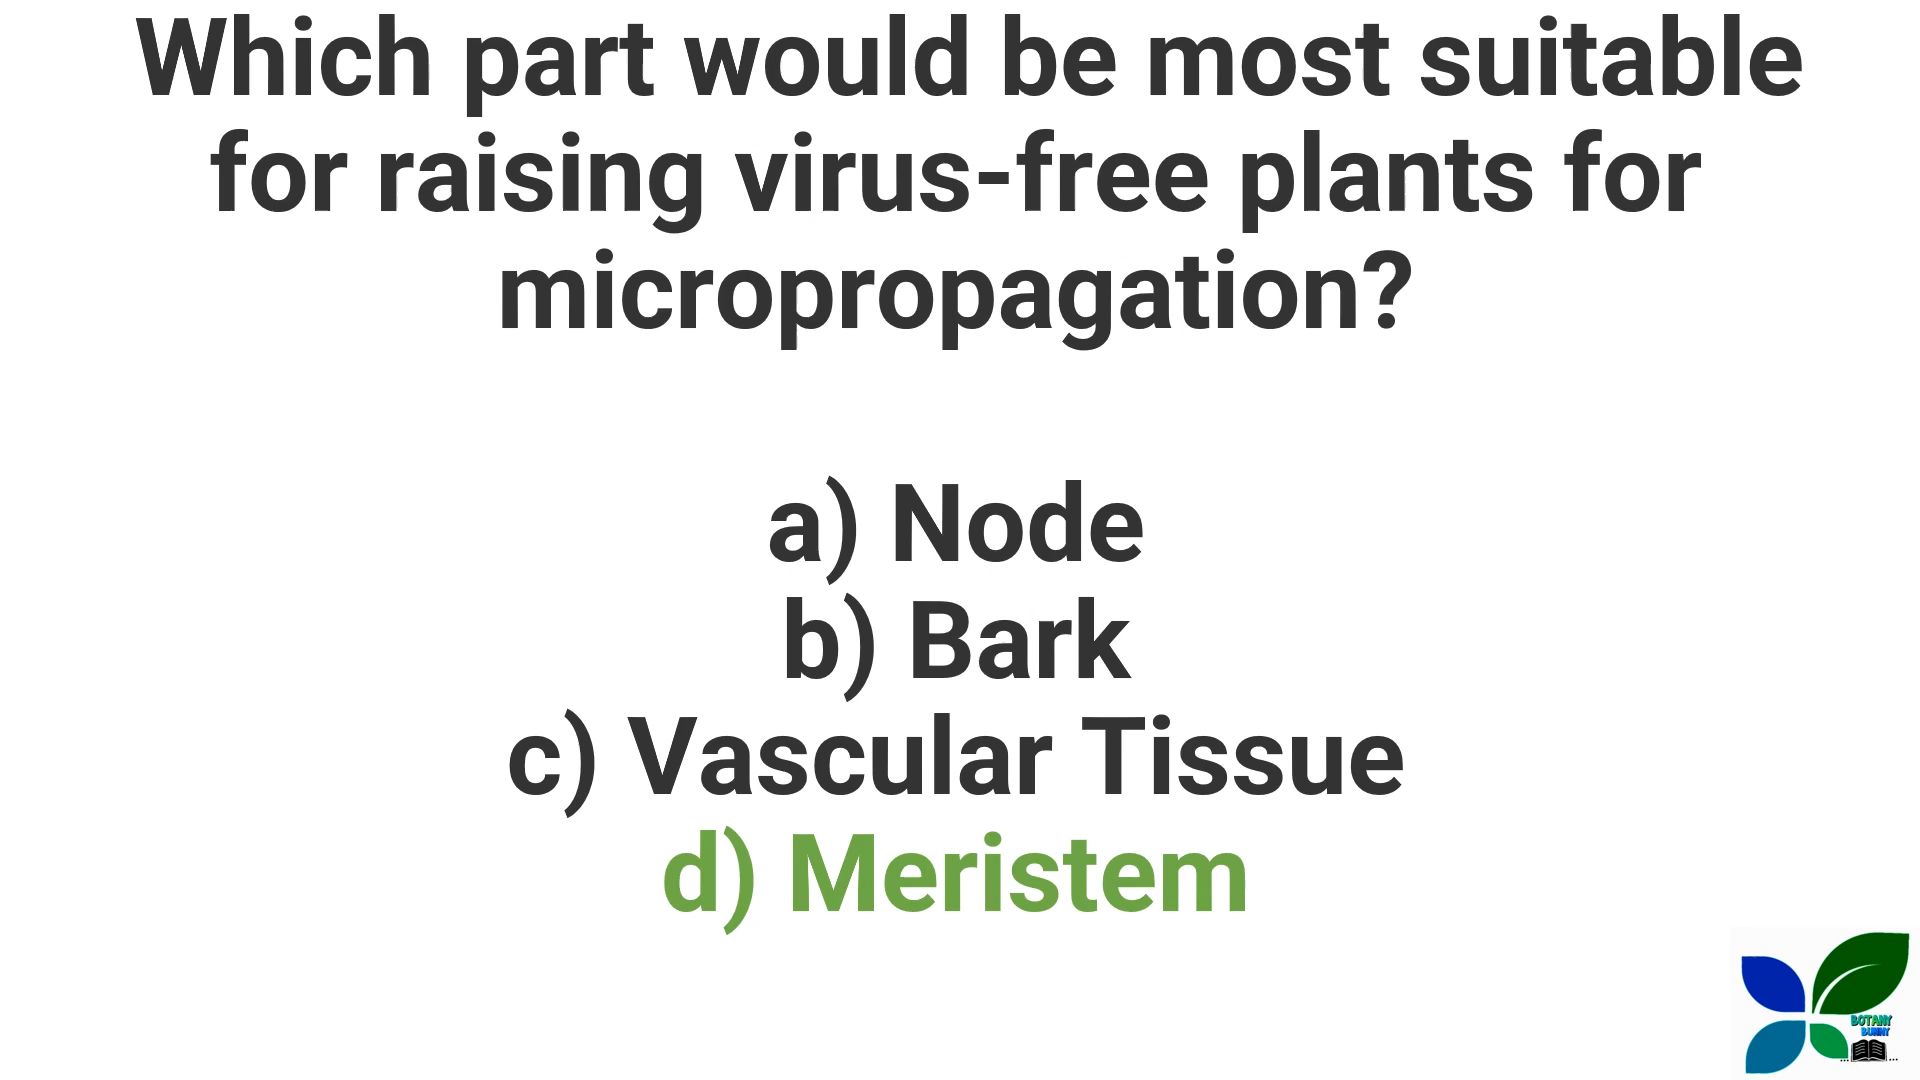 Which part would be most suitable
for raising virus-free plants for
micropropagation?
a) Node
b) Bark
c) Vascular Tissue
d) Meristem
BOTANY
BUNNY